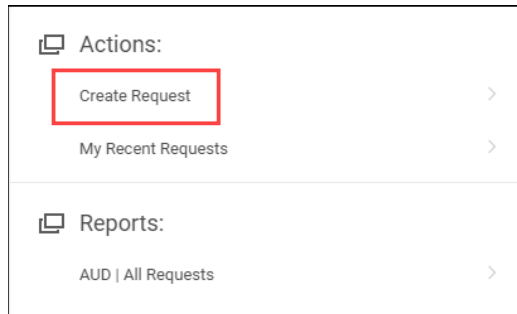 Actions:
Create Request
My Recent Requests
Reports:
AUD | All Requests